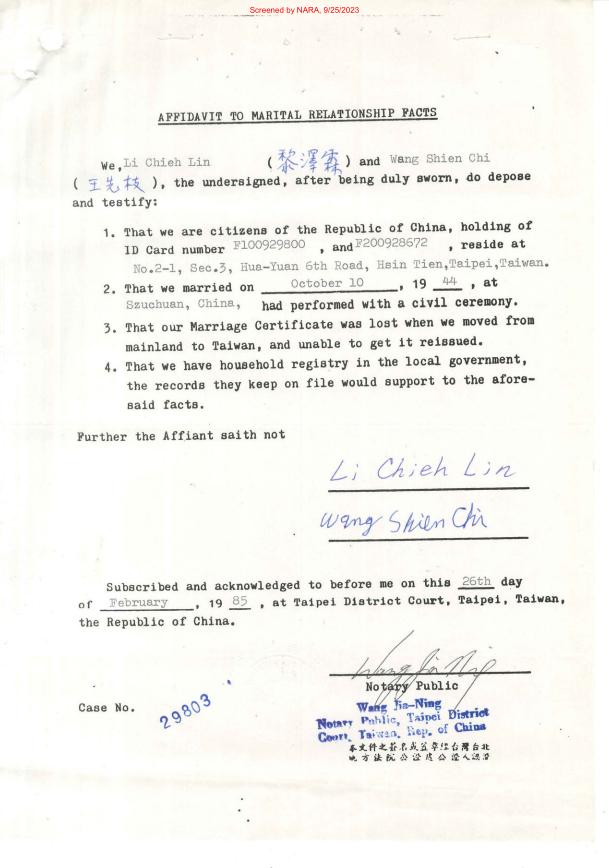 Screened by NARA, 9/25/2023
AFFIDAVIT TO MARITAL RELATIONSHIP FACTS
We, Li Chieh Lin (黎澤霖) and Wang Shien Chi
(王先枝), the undersigned, after being duly sworn, do depose
and testify:
1. That we are citizens of the Republic of China, holding of
ID Card number F100929800 , and F200928672 , reside at
No.2-1, Sec.3, Hua-Yuan 6th Road, Hsin Tien,Taipei,Taiwan.
2. That we married on October 10 , 19 44 , at
Szuchuan, China, had performed with a civil ceremony.
3. That our Marriage Certificate was lost when we moved from
mainland to Taiwan, and unable to get it reissued.
4. That we have household registry in the local government,
the records they keep on file would support to the afore-
said facts.
Further the Affiant saith not
Li Chieh Lin
Wang Shien Chi
Subscribed and acknowledged to before me on this 26th day
of February , 19 85 , at Taipei District Court, Taipei, Taiwan,
the Republic of China.
Notary Public
Case No. 29803
Wang Jia-Ning
Notary Public, Taipei District
Court, Taiwan, Rep. of China
本文件之簽名或蓋章經台灣台北
地方法院公證處公證人認證